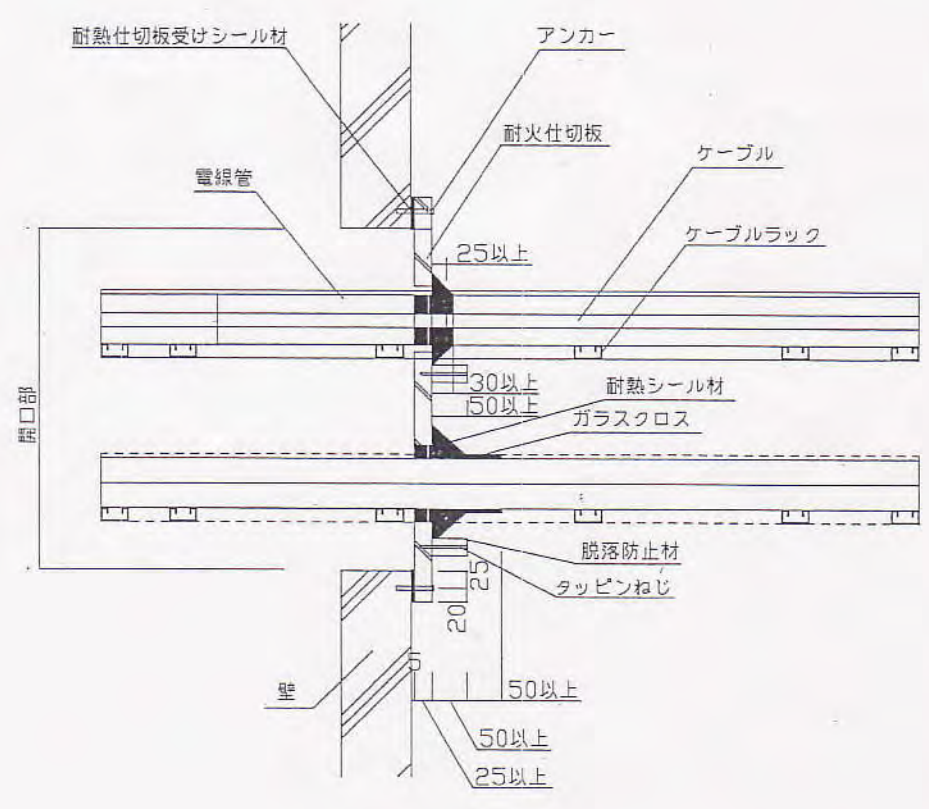 耐熱仕切板受けシール材
アンカー
耐火仕切板
ケーブル
電線管
ケーブルラック
25以上
30以上
耐熱シール材
50以上
ガラスクロス
開口部
脱落防止材
25
タッピンねじ
20
壁
50以上
50以上
25以上